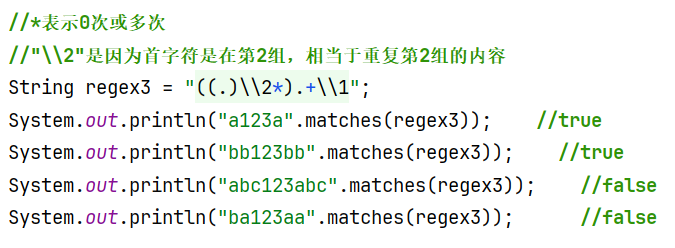 //*表示0次或多次
//"\\2"是因为首字符是在第2组，相当于重复第2组的内容
String regex3 = "((.)\\2*).+\\1";
System.out.println("a123a".matches(regex3));    //true
System.out.println("bb123bb".matches(regex3));    //true
System.out.println("abc123abc".matches(regex3));    //false
System.out.println("ba123aa".matches(regex3));    //false